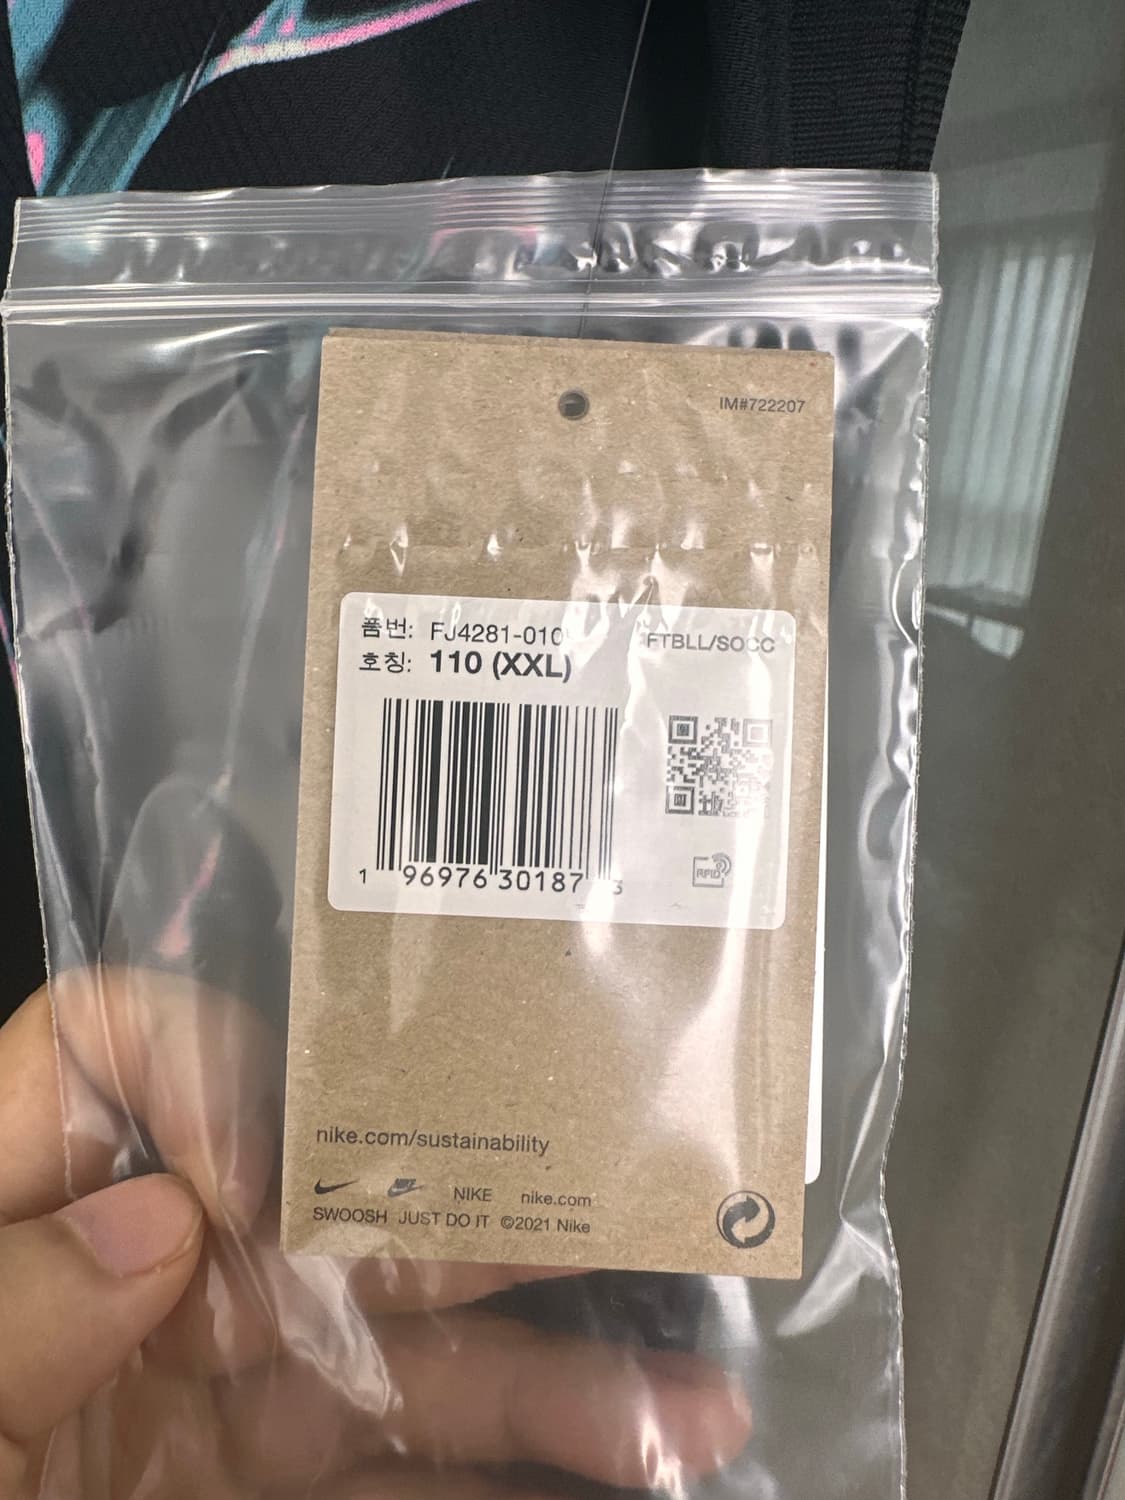 IM#722207
품번: FJ4281-010
FTBLL/SOCC
호칭: 110 (XXL)
RFID
1 96976 30187 3
nike.com/sustainability
NIKE nike.com
SWOOSH JUST DO IT ©2021 Nike